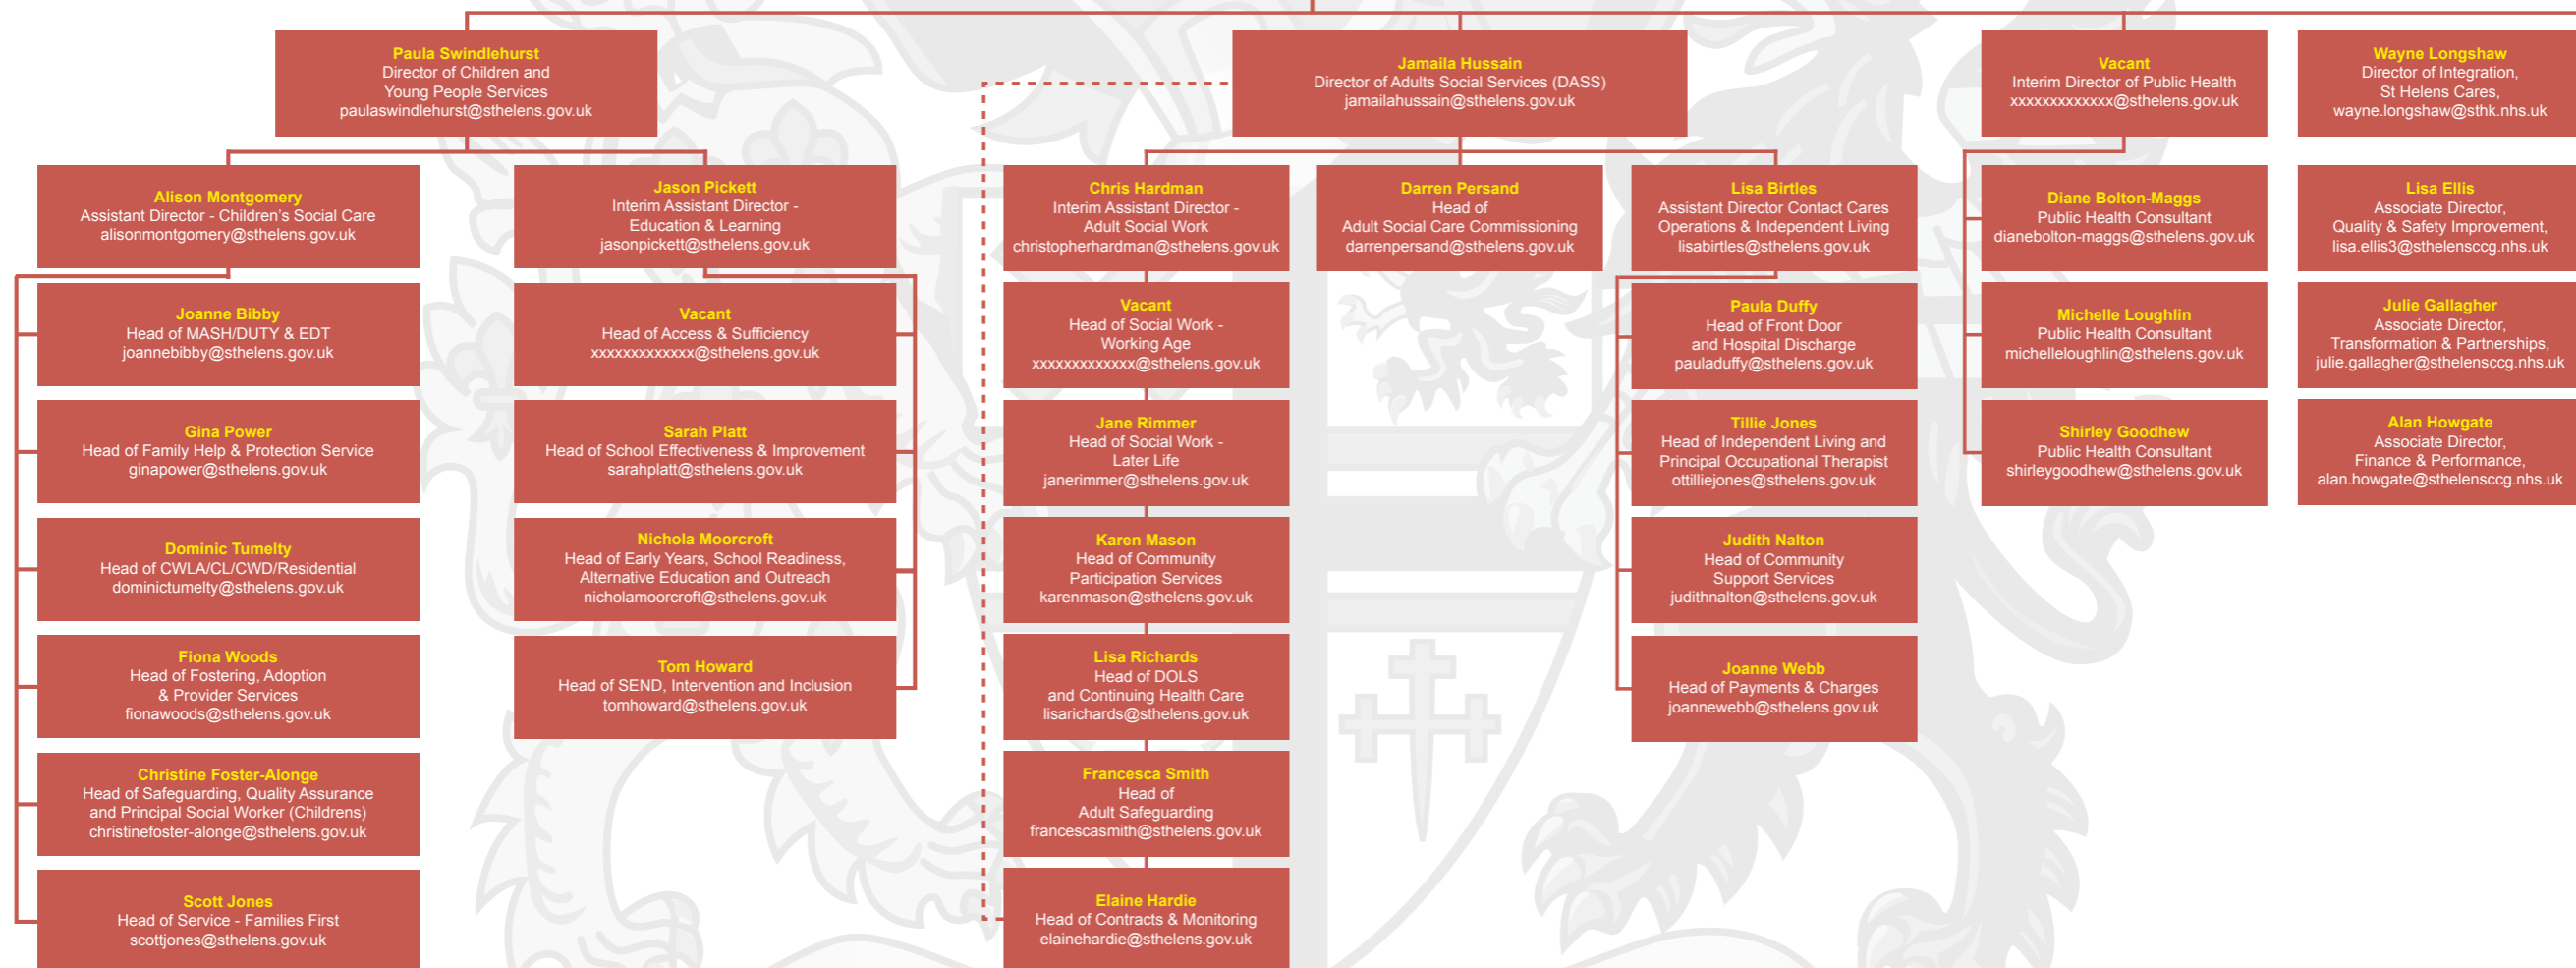 Paula Swindlehurst
Director of Children and
Young People Services
paulaswindlehurst@sthelens.gov.uk
Jamaila Hussain
Director of Adults Social Services (DASS)
jamailahussain@sthelens.gov.uk
Vacant
Interim Director of Public Health
xxxxxxxxxxxxx@sthelens.gov.uk
Wayne Longshaw
Director of Integration,
St Helens Cares,
wayne.longshaw@sthk.nhs.uk
Alison Montgomery
Assistant Director - Children's Social Care
alisonmontgomery@sthelens.gov.uk
Joanne Bibby
Head of MASH/DUTY & EDT
joannebibby@sthelens.gov.uk
Gina Power
Head of Family Help & Protection Service
ginapower@sthelens.gov.uk
Dominic Tumelty
Head of CWLA/CL/CWD/Residential
dominictumelty@sthelens.gov.uk
Fiona Woods
Head of Fostering, Adoption
& Provider Services
fionawoods@sthelens.gov.uk
Christine Foster-Alonge
Head of Safeguarding, Quality Assurance
and Principal Social Worker (Childrens)
christinefoster-alonge@sthelens.gov.uk
Scott Jones
Head of Service - Families First
scottjones@sthelens.gov.uk
Jason Pickett
Interim Assistant Director -
Education & Learning
jasonpickett@sthelens.gov.uk
Vacant
Head of Access & Sufficiency
xxxxxxxxxxxxx@sthelens.gov.uk
Sarah Platt
Head of School Effectiveness & Improvement
sarahplatt@sthelens.gov.uk
Nichola Moorcroft
Head of Early Years, School Readiness,
Alternative Education and Outreach
nicholamoorcroft@sthelens.gov.uk
Tom Howard
Head of SEND, Intervention and Inclusion
tomhoward@sthelens.gov.uk
Chris Hardman
Interim Assistant Director -
Adult Social Work
christopherhardman@sthelens.gov.uk
Vacant
Head of Social Work -
Working Age
xxxxxxxxxxxxx@sthelens.gov.uk
Jane Rimmer
Head of Social Work -
Later Life
janerimmer@sthelens.gov.uk
Karen Mason
Head of Community
Participation Services
karenmason@sthelens.gov.uk
Lisa Richards
Head of DOLS
and Continuing Health Care
lisarichards@sthelens.gov.uk
Francesca Smith
Head of
Adult Safeguarding
francescasmith@sthelens.gov.uk
Elaine Hardie
Head of Contracts & Monitoring
elainehardie@sthelens.gov.uk
Darren Persand
Head of
Adult Social Care Commissioning
darrenpersand@sthelens.gov.uk
Lisa Birtles
Assistant Director Contact Cares
Operations & Independent Living
lisabirtles@sthelens.gov.uk
Paula Duffy
Head of Front Door
and Hospital Discharge
pauladuffy@sthelens.gov.uk
Tillie Jones
Head of Independent Living and
Principal Occupational Therapist
ottilliejones@sthelens.gov.uk
Judith Nalton
Head of Community
Support Services
judithnalton@sthelens.gov.uk
Joanne Webb
Head of Payments & Charges
joannewebb@sthelens.gov.uk
Diane Bolton-Maggs
Public Health Consultant
dianebolton-maggs@sthelens.gov.uk
Michelle Loughlin
Public Health Consultant
michelleloughlin@sthelens.gov.uk
Shirley Goodhew
Public Health Consultant
shirleygoodhew@sthelens.gov.uk
Lisa Ellis
Associate Director,
Quality & Safety Improvement,
lisa.ellis3@sthelensccg.nhs.uk
Julie Gallagher
Associate Director,
Transformation & Partnerships,
julie.gallagher@sthelensccg.nhs.uk
Alan Howgate
Associate Director,
Finance & Performance,
alan.howgate@sthelensccg.nhs.uk